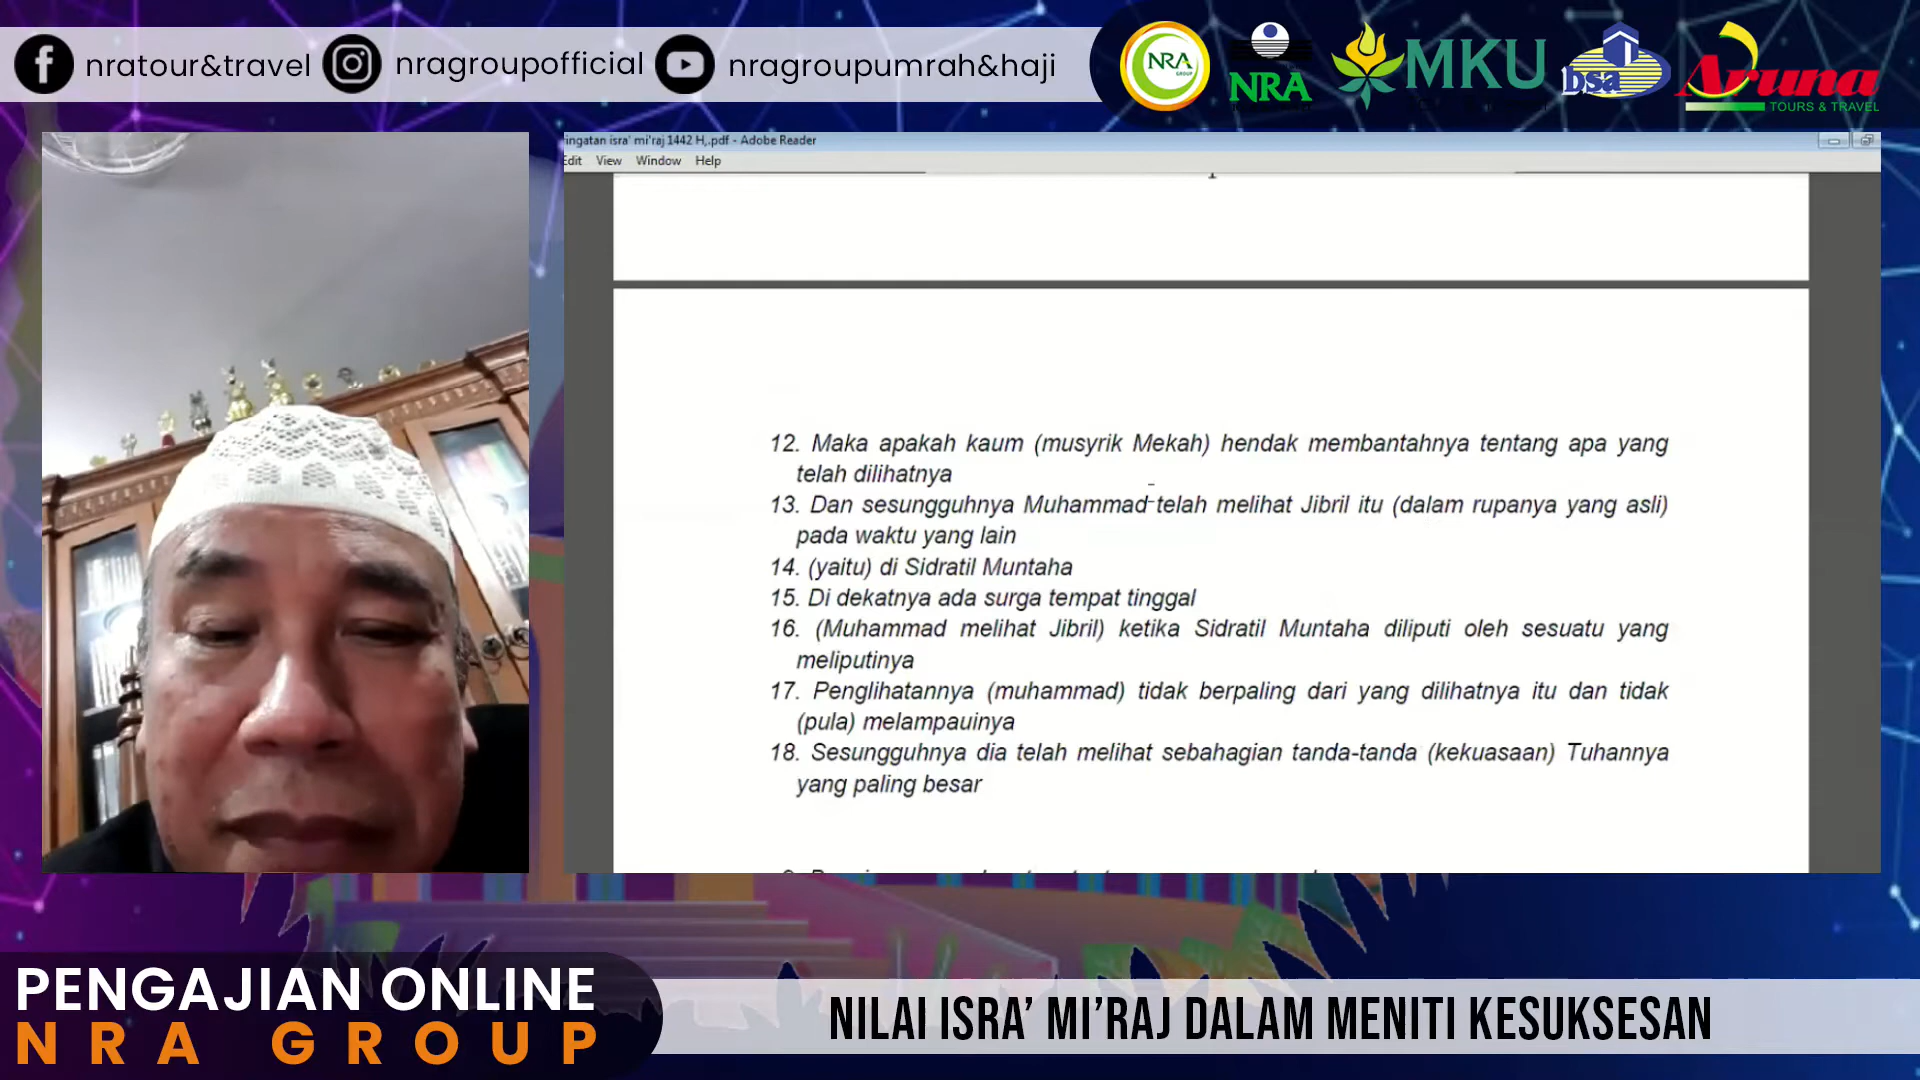 nratour&travel nragroupofficial nragroupumrah&haji
NRA
GROUP
NRA
MKU
bsa
Aruna
TOURS & TRAVEL
ingatan isra' mi'raj 1442 H,.pdf - Adobe Reader
Edit View Window Help
12. Maka apakah kaum (musyrik Mekah) hendak membantahnya tentang apa yang
telah dilihatnya
13. Dan sesungguhnya Muhammad telah melihat Jibril itu (dalam rupanya yang asli)
pada waktu yang lain
14. (yaitu) di Sidratil Muntaha
15. Di dekatnya ada surga tempat tinggal
16. (Muhammad melihat Jibril) ketika Sidratil Muntaha diliputi oleh sesuatu yang
meliputinya
17. Penglihatannya (muhammad) tidak berpaling dari yang dilihatnya itu dan tidak
(pula) melampauinya
18. Sesungguhnya dia telah melihat sebahagian tanda-tanda (kekuasaan) Tuhannya
yang paling besar
PENGAJIAN ONLINE
NRA GROUP
NILAI ISRA' MI'RAJ DALAM MENITI KESUKSESAN